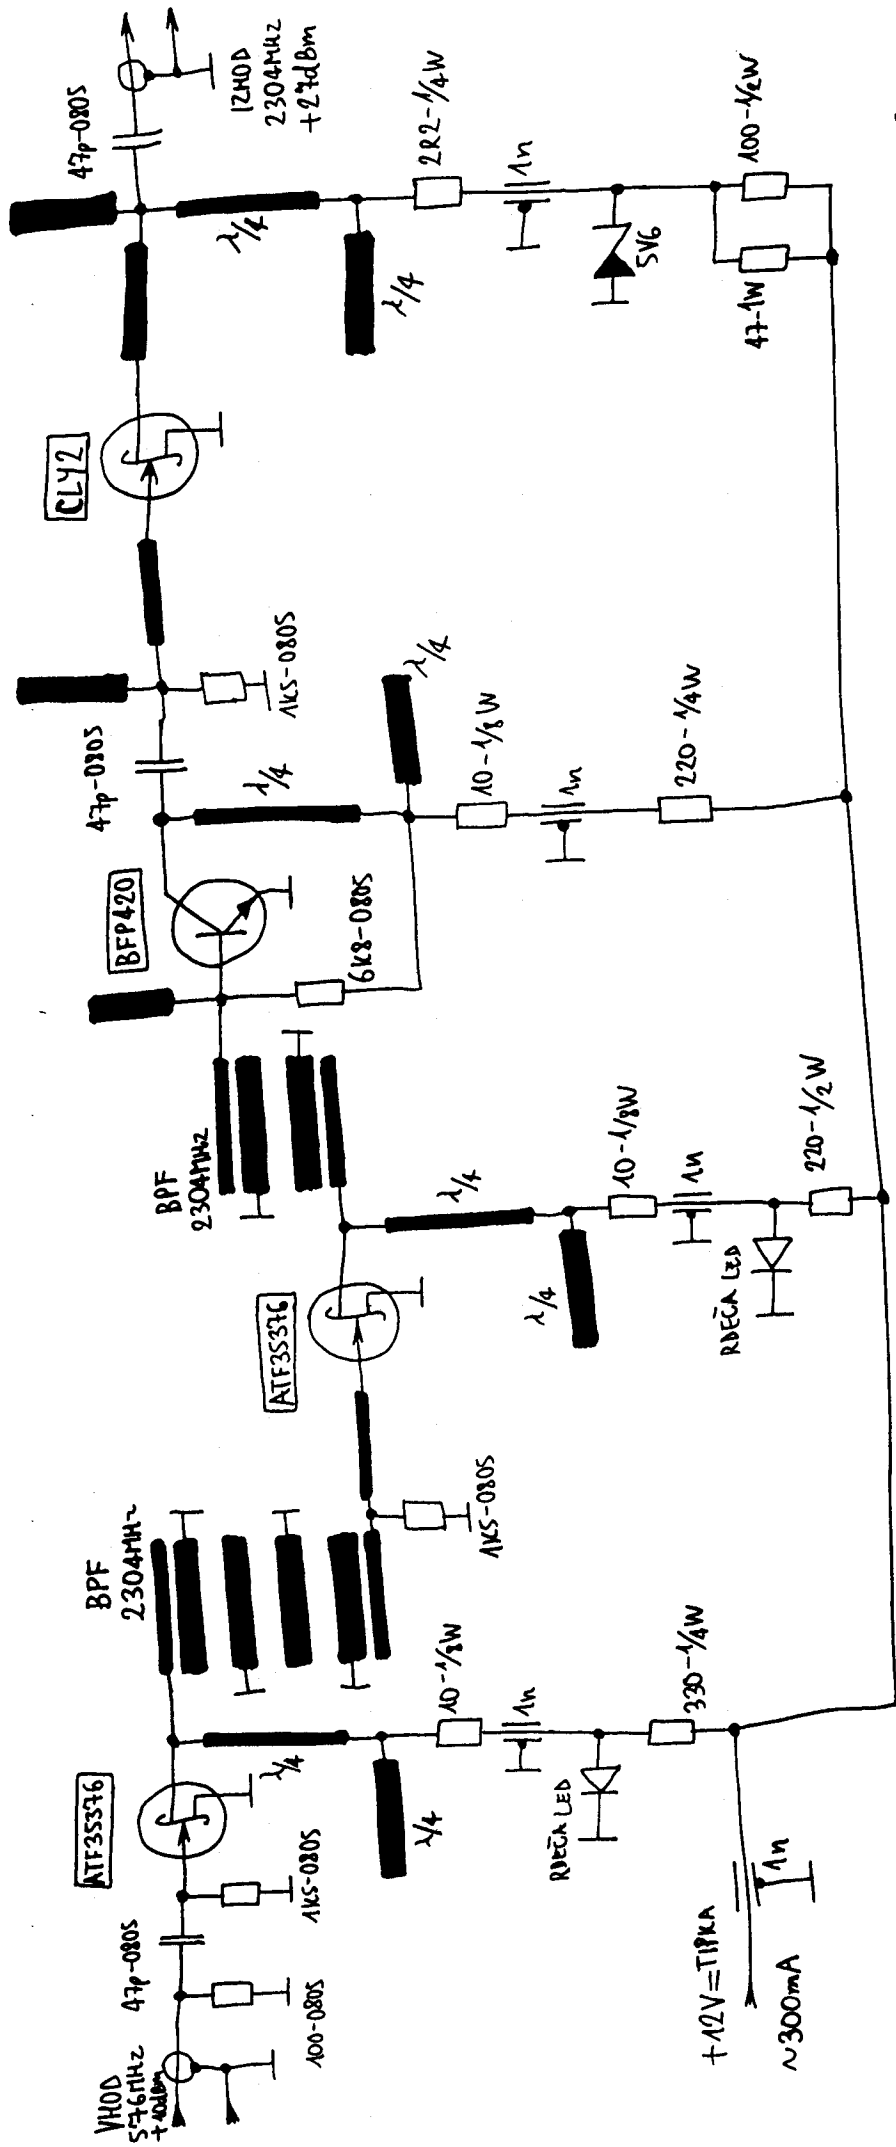 VHOD
576MHz
+10dBm
100-0805
47p-0805
1k5-0805
ATF35376
λ/4
λ/4
10-1/8W
1n
RDEČA LED
330-1/4W
+12V=TIPKA
~300mA
1n
BPF
2304MHz
1k5-0805
ATF35376
λ/4
λ/4
10-1/8W
1n
RDEČA LED
220-1/2W
BPF
2304MHz
BFP420
6k8-0805
47p-0805
λ/4
λ/4
10-1/8W
1n
220-1/4W
1k5-0805
CLY2
47p-0805
λ/4
λ/4
2R2-1/4W
1n
5V6
47-1W
100-1/2W
IZHOD
2304MHz
+27dBm